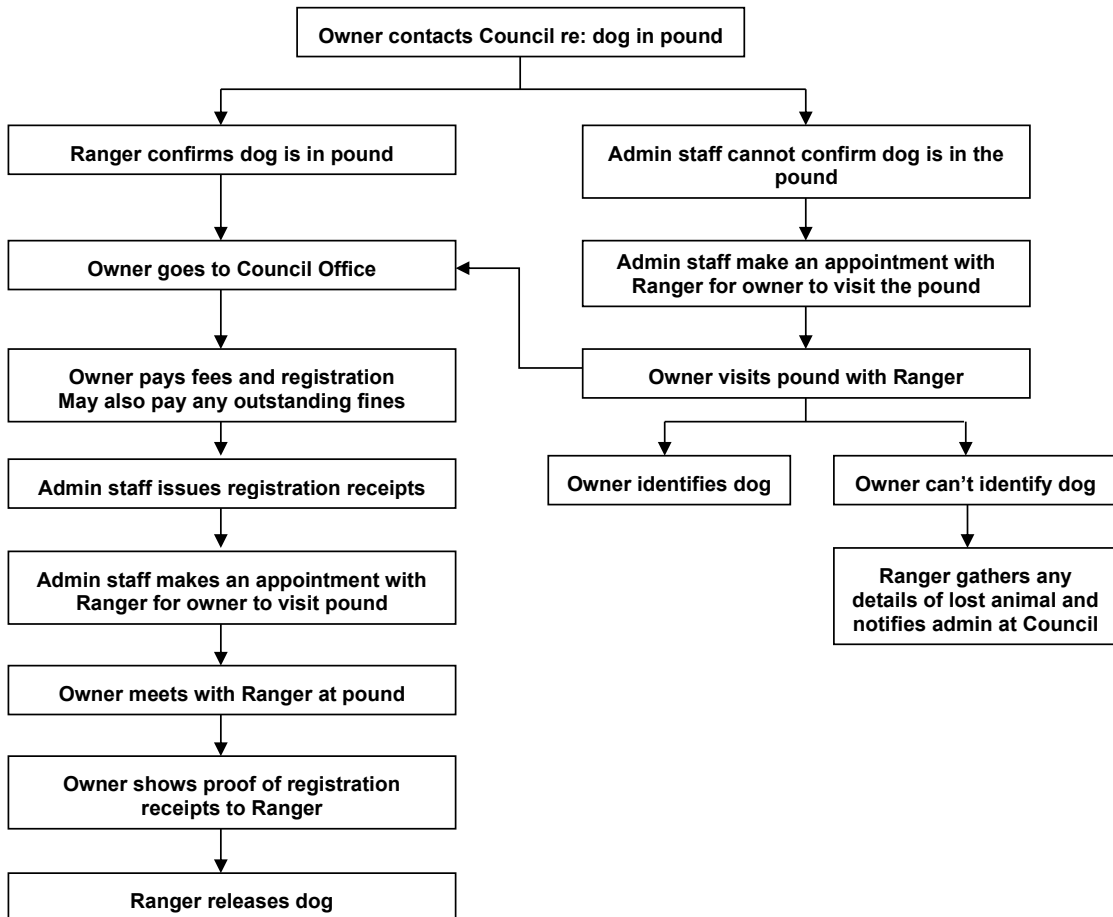 Owner contacts Council re: dog in pound
Ranger confirms dog is in pound
Admin staff cannot confirm dog is in the
pound
Owner goes to Council Office
Admin staff make an appointment with
Ranger for owner to visit the pound
Owner pays fees and registration
May also pay any outstanding fines
Owner visits pound with Ranger
Admin staff issues registration receipts
Owner identifies dog
Owner can’t identify dog
Admin staff makes an appointment with
Ranger for owner to visit pound
Ranger gathers any
details of lost animal and
notifies admin at Council
Owner meets with Ranger at pound
Owner shows proof of registration
receipts to Ranger
Ranger releases dog